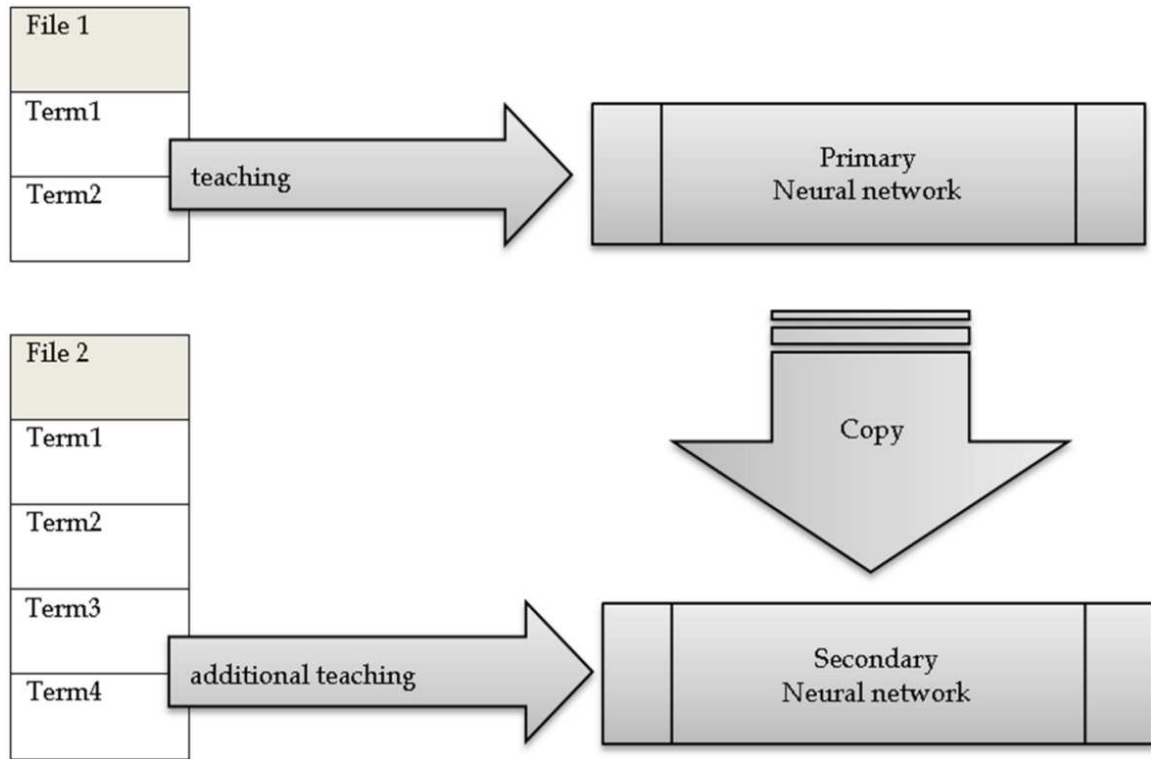 File 1
Term1
Term2
teaching
Primary
Neural network
Copy
File 2
Term1
Term2
Term3
Term4
additional teaching
Secondary
Neural network